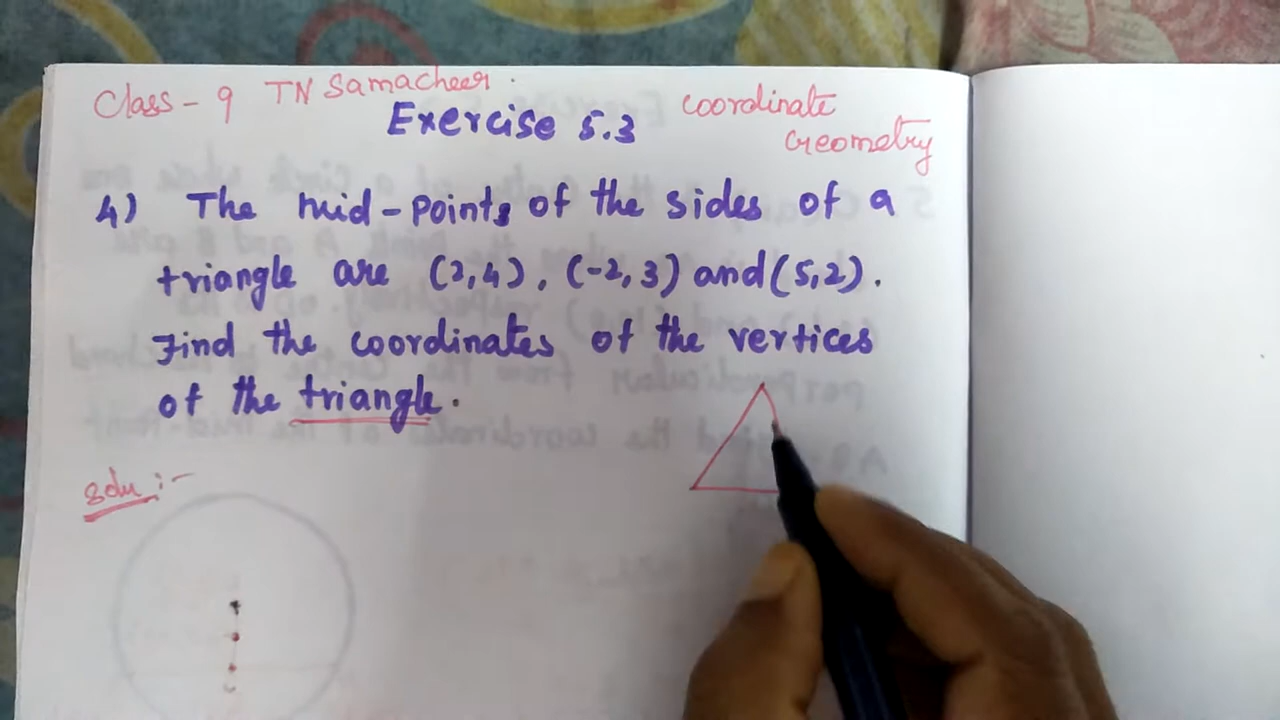 Class - 9 TN Samacheer.
Exercise 5.3
coordinate
Geometry
4) The mid-points of the sides of a
triangle are (2,4), (-2,3) and (5,2).
Find the coordinates of the vertices
of the triangle.
Solu :-